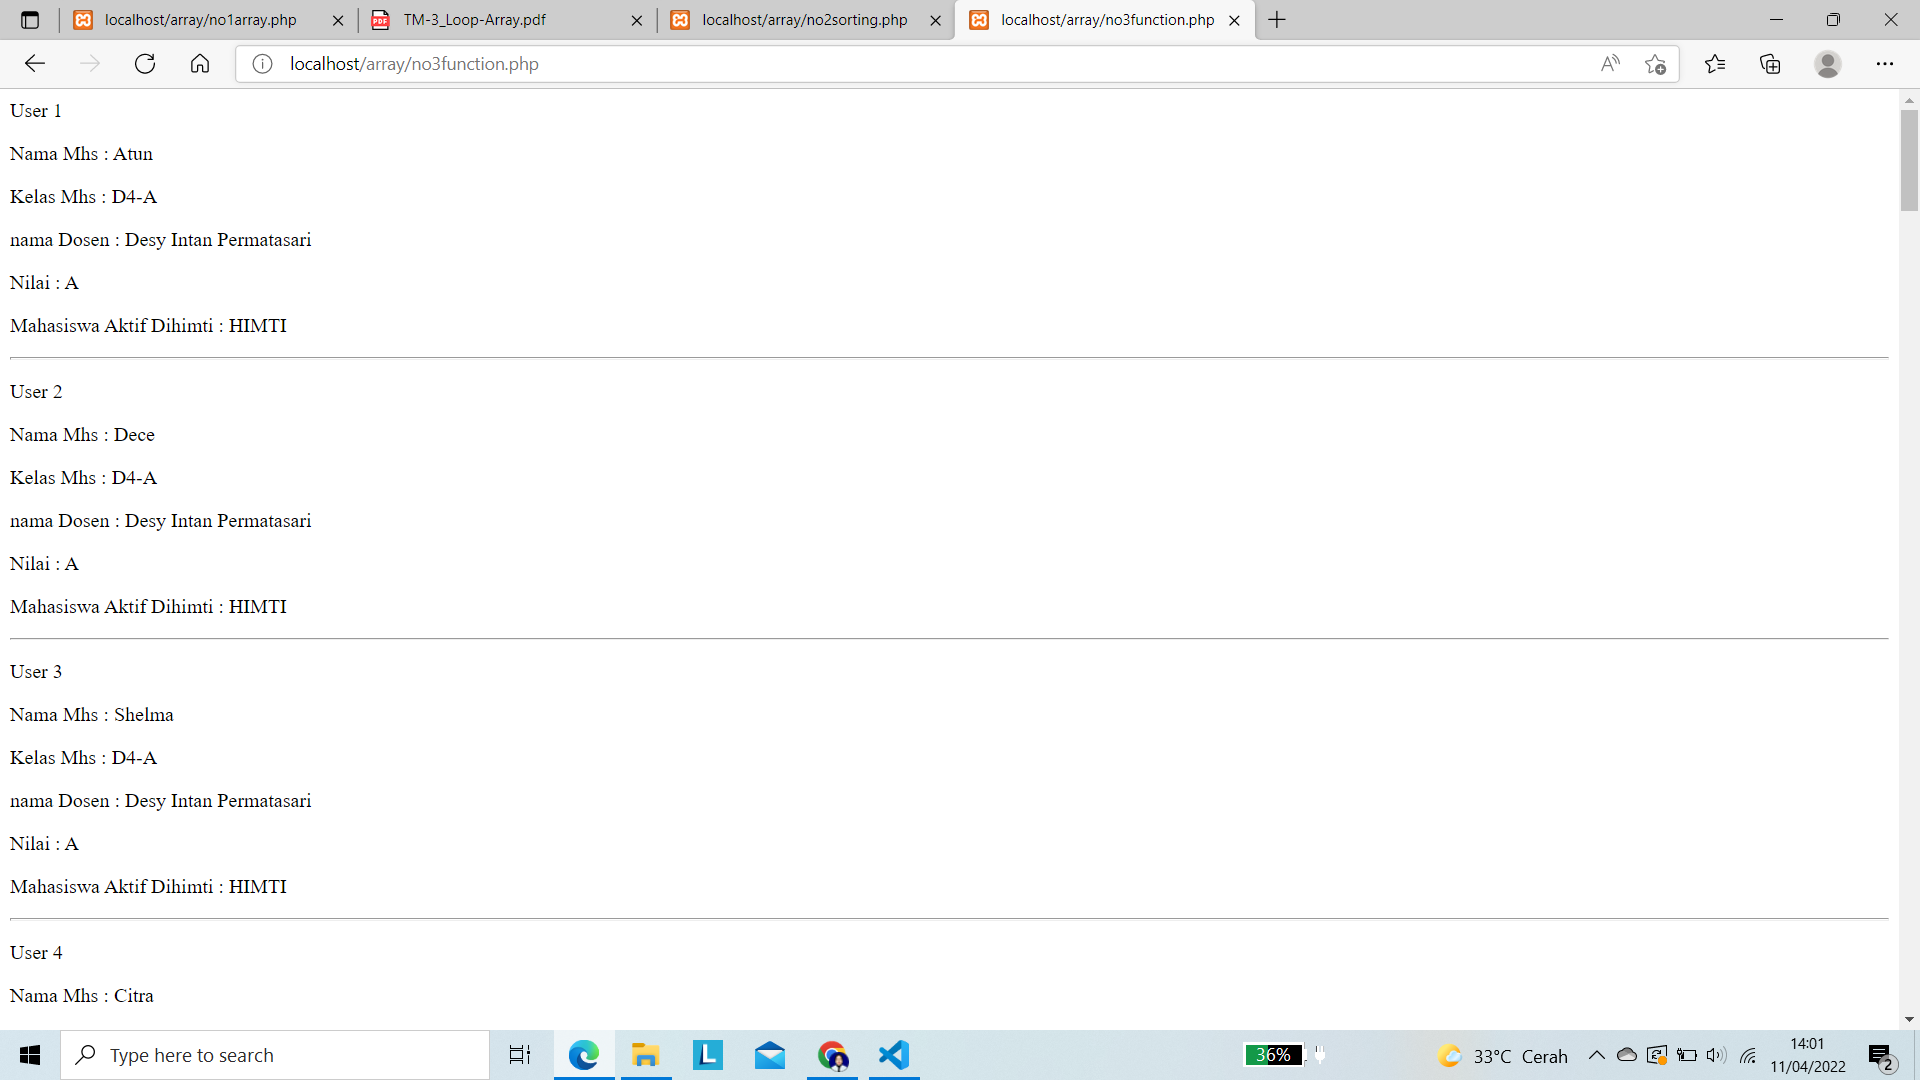 localhost/array/no1array.php
TM-3_Loop-Array.pdf
localhost/array/no2sorting.php
localhost/array/no3function.php
localhost/array/no3function.php
User 1
Nama Mhs : Atun
Kelas Mhs : D4-A
nama Dosen : Desy Intan Permatasari
Nilai : A
Mahasiswa Aktif Dihimti : HIMTI
User 2
Nama Mhs : Dece
Kelas Mhs : D4-A
nama Dosen : Desy Intan Permatasari
Nilai : A
Mahasiswa Aktif Dihimti : HIMTI
User 3
Nama Mhs : Shelma
Kelas Mhs : D4-A
nama Dosen : Desy Intan Permatasari
Nilai : A
Mahasiswa Aktif Dihimti : HIMTI
User 4
Nama Mhs : Citra
Type here to search
L
36%
33°C Cerah
14:01
11/04/2022
2